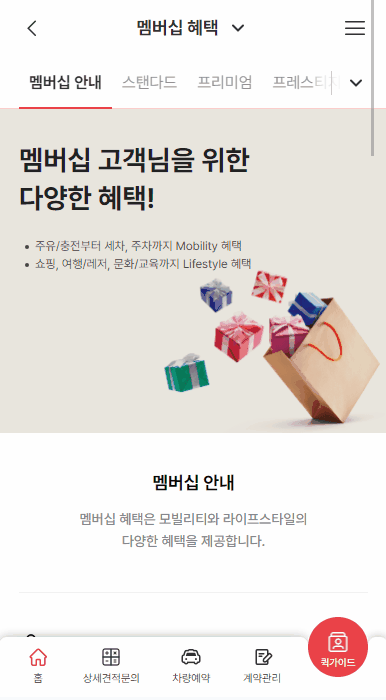 멤버십 혜택
멤버십 안내 스탠다드 프리미엄 프레스티지
멤버십 고객님을 위한
다양한 혜택!
주유/충전부터 세차, 주차까지 Mobility 혜택
쇼핑, 여행/레저, 문화/교육까지 Lifestyle 혜택
멤버십 안내
멤버십 혜택은 모빌리티와 라이프스타일의
다양한 혜택을 제공합니다.
홈 상세견적문의 차량예약 계약관리 퀵가이드